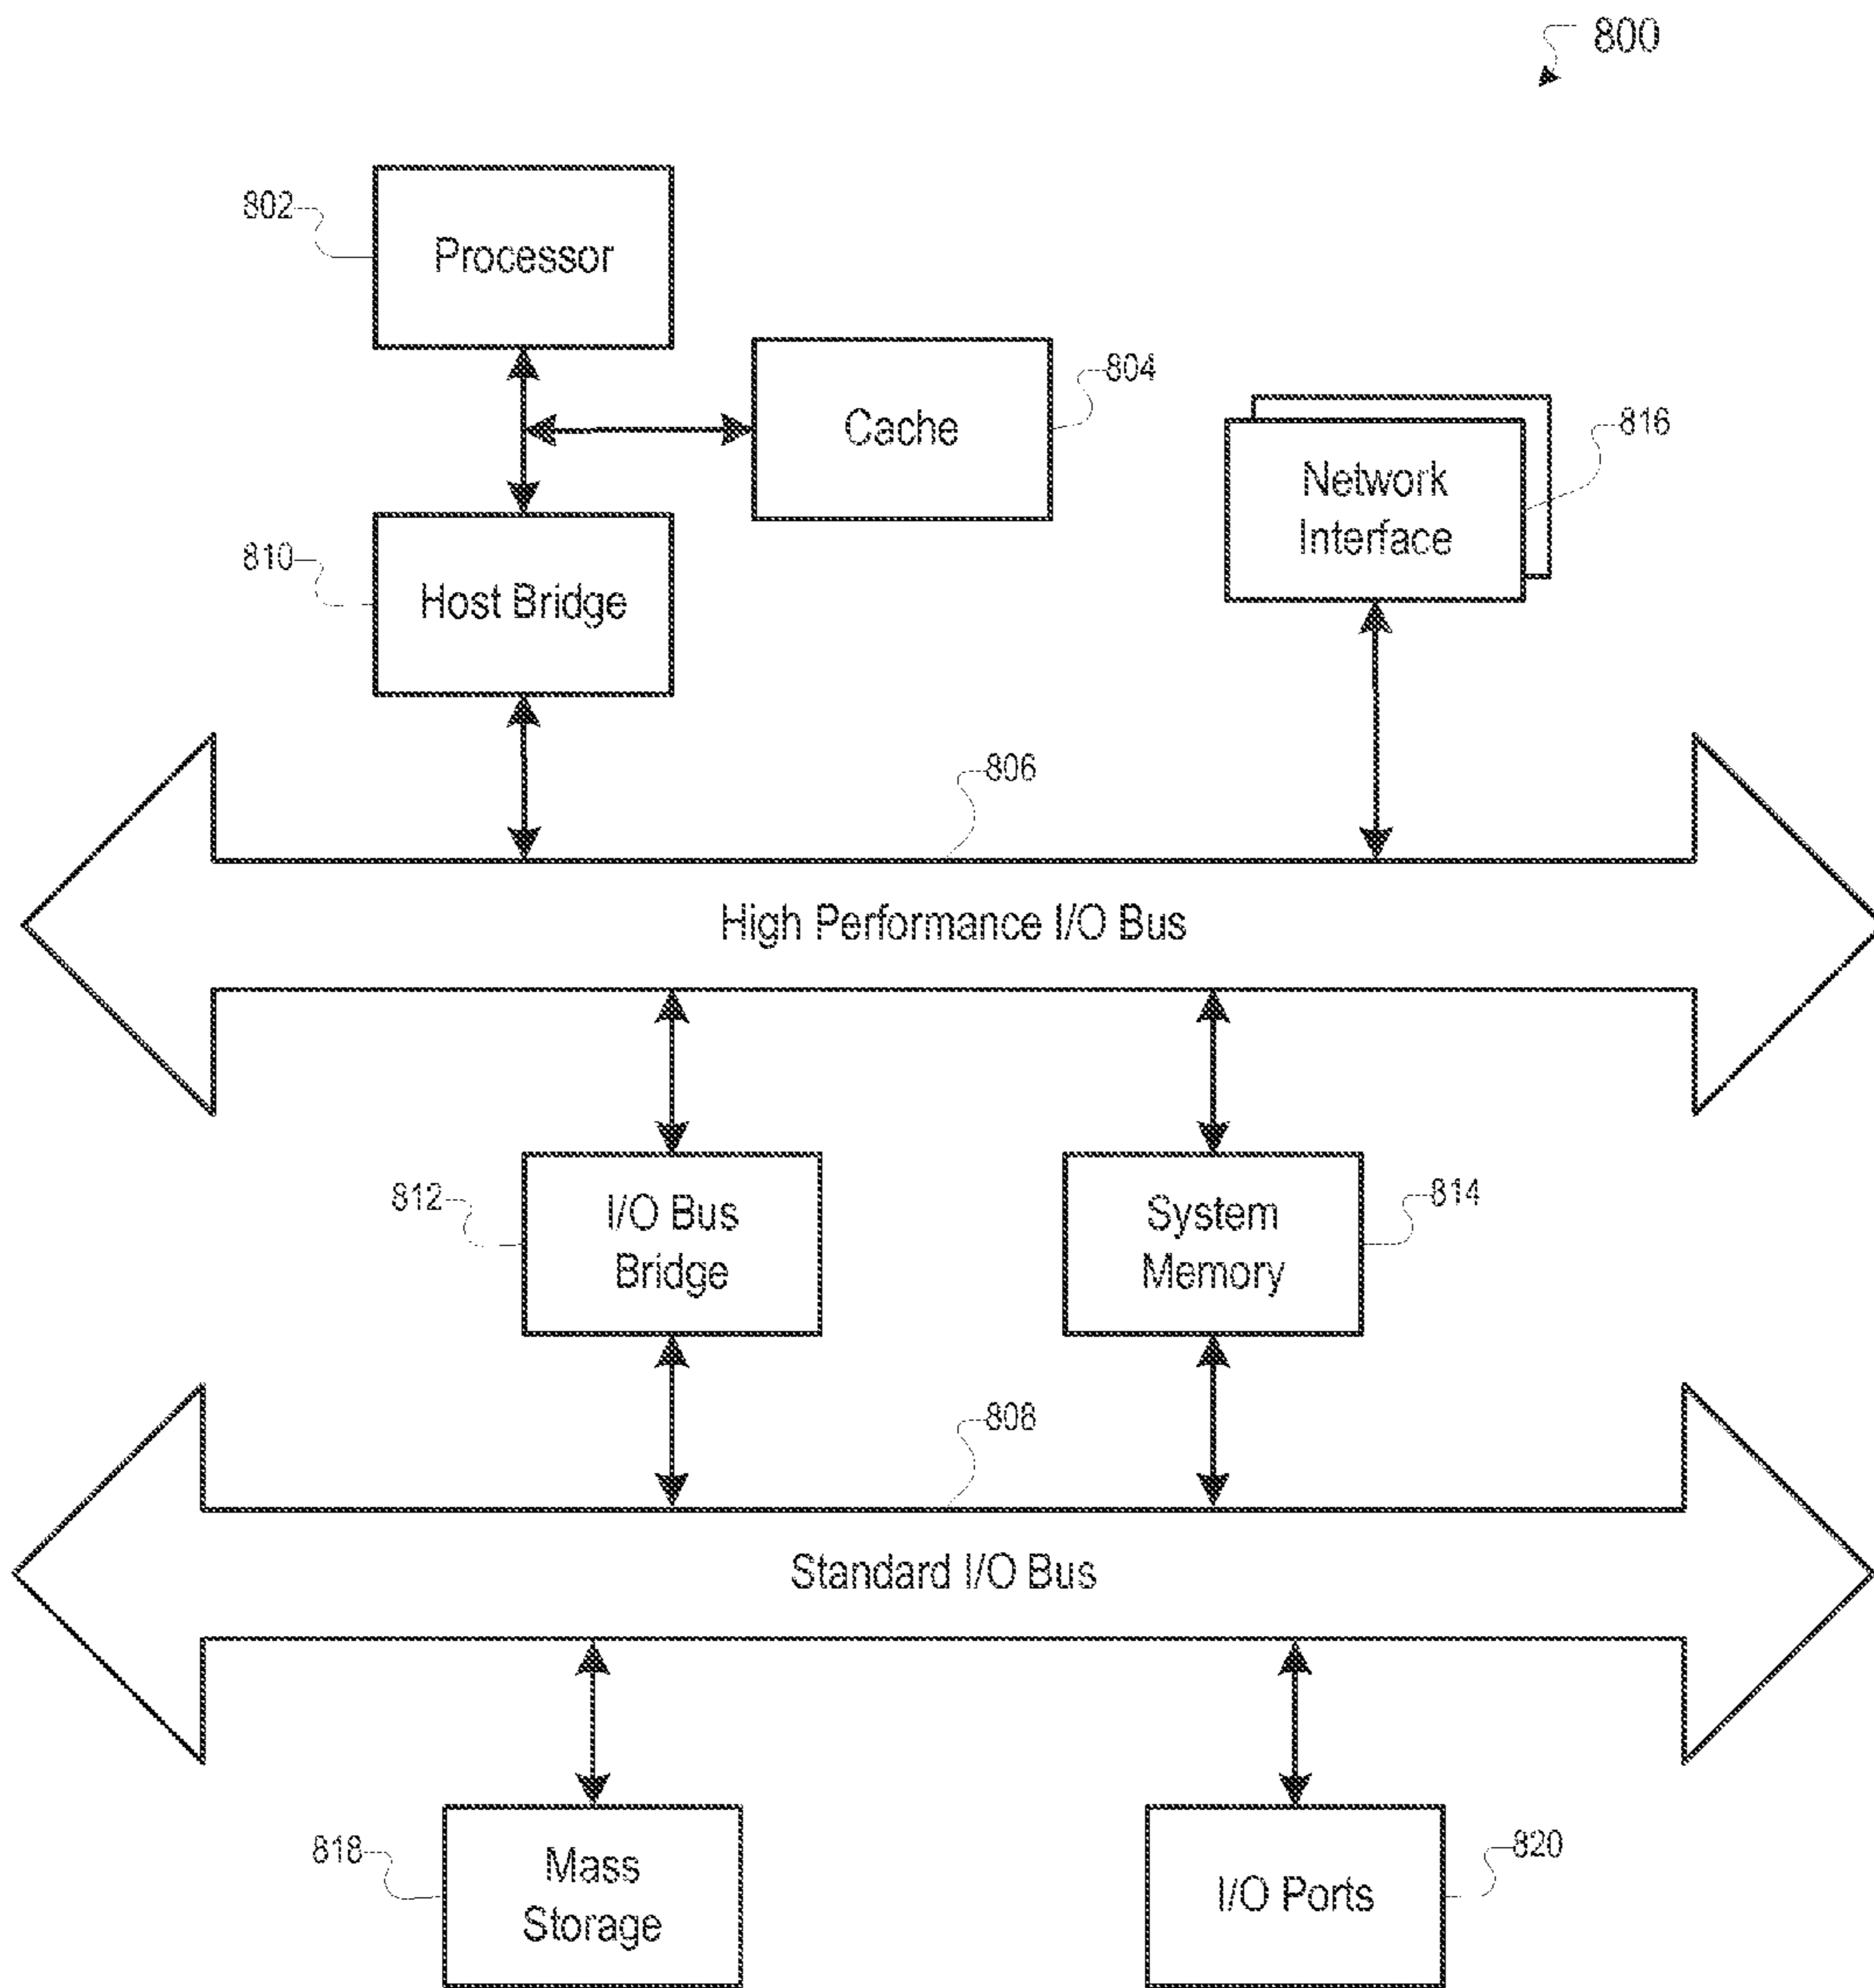 800
802
Processor
804
Cache
816
Network
Interface
810
Host Bridge
806
High Performance I/O Bus
812
I/O Bus
Bridge
814
System
Memory
808
Standard I/O Bus
818
Mass
Storage
820
I/O Ports